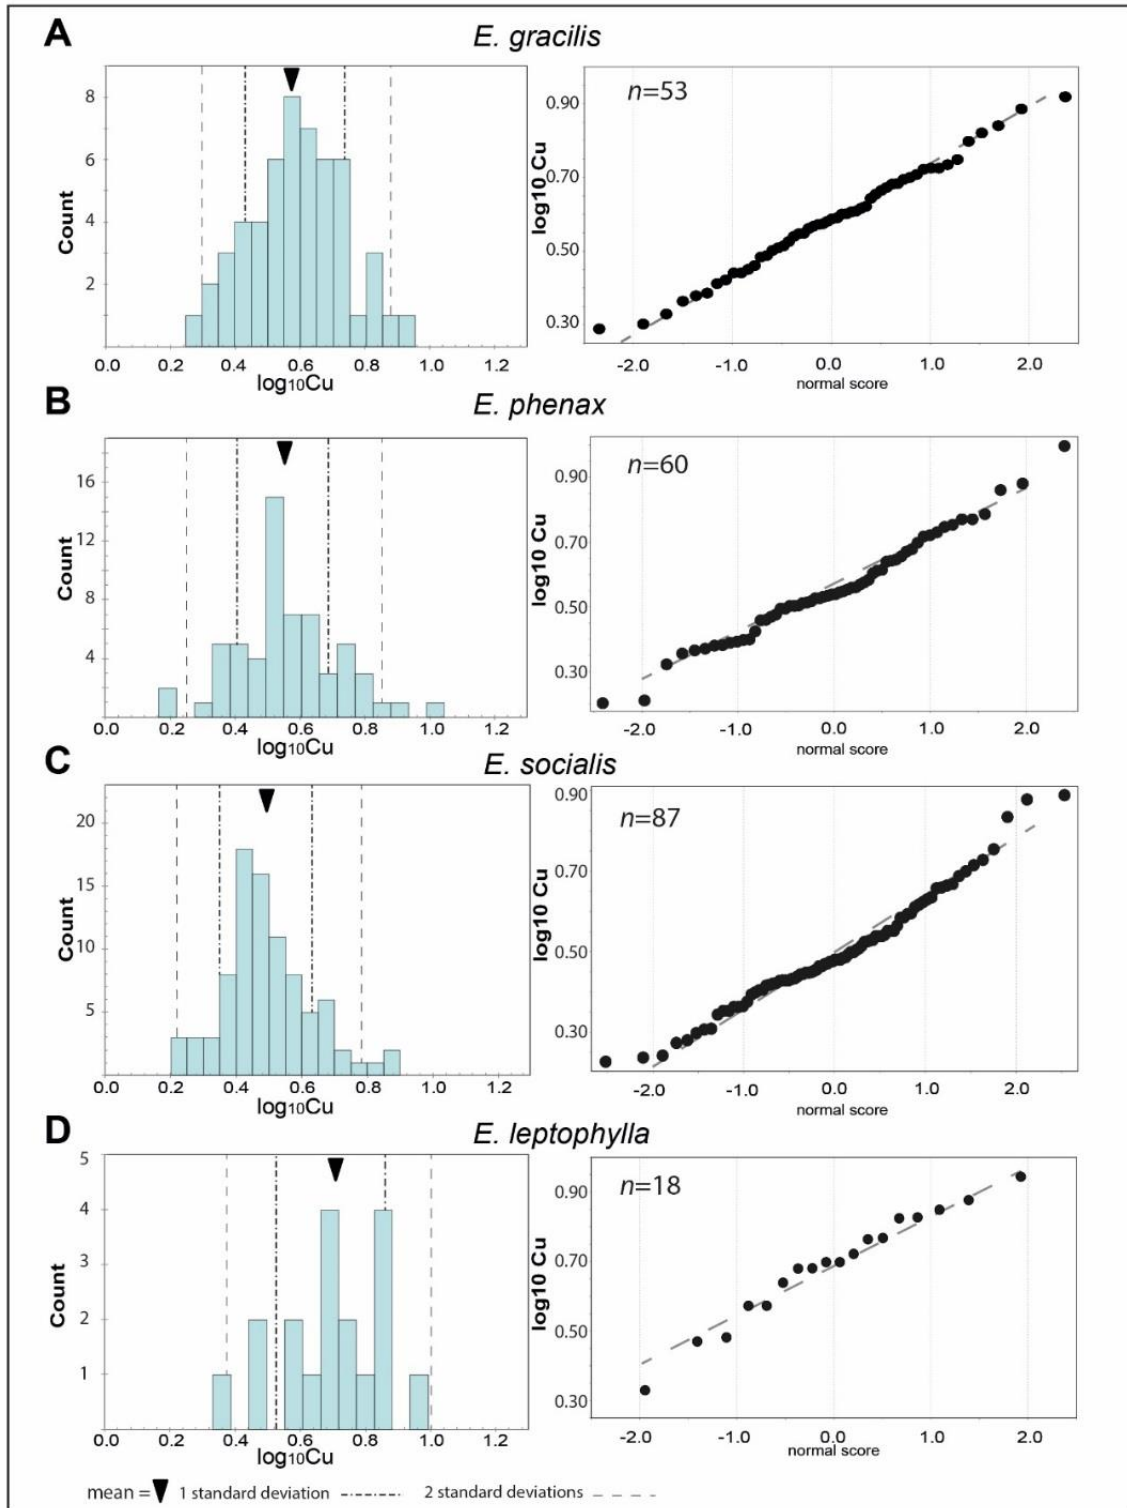 A
E. gracilis
Count
8
6
4
2
0.0 0.2 0.4 0.6 0.8 1.0 1.2
log₁₀Cu
n=53
log10 Cu
0.90
0.70
0.50
0.30
-2.0 -1.0 0.0 1.0 2.0
normal score
B
E. phenax
Count
16
12
8
4
0.0 0.2 0.4 0.6 0.8 1.0 1.2
log₁₀Cu
n=60
log10 Cu
0.90
0.70
0.50
0.30
-2.0 -1.0 0.0 1.0 2.0
normal score
C
E. socialis
Count
20
15
10
5
0.0 0.2 0.4 0.6 0.8 1.0 1.2
log₁₀Cu
n=87
log10 Cu
0.90
0.70
0.50
0.30
-2.0 -1.0 0.0 1.0 2.0
normal score
D
E. leptophylla
Count
5
4
3
2
1
0.0 0.2 0.4 0.6 0.8 1.0 1.2
log₁₀Cu
n=18
log10 Cu
0.90
0.70
0.50
0.30
-2.0 -1.0 0.0 1.0 2.0
normal score
mean = 1 standard deviation 2 standard deviations